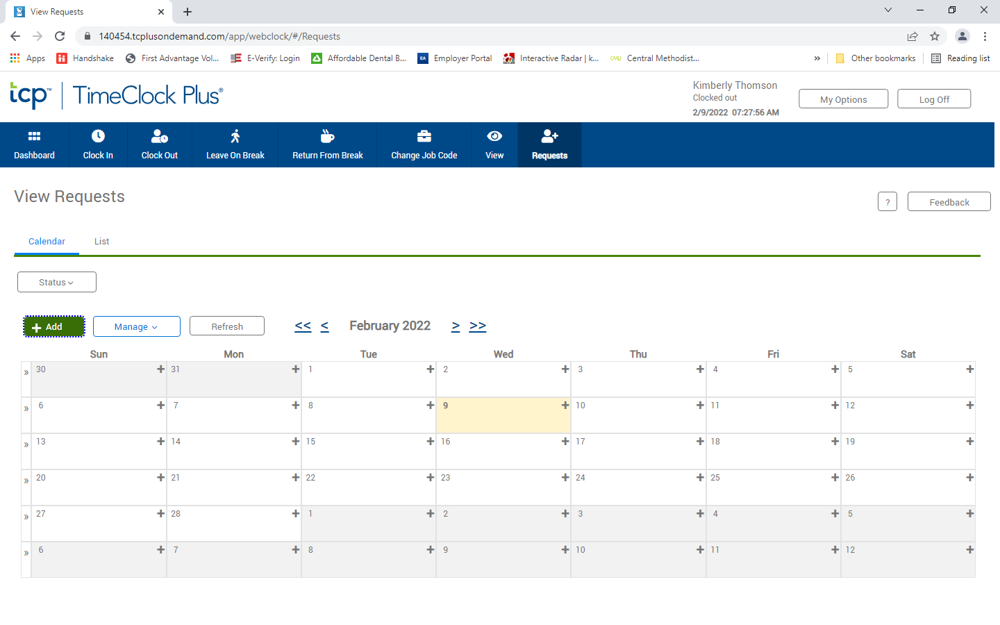 View Requests
140454.tcplusondemand.com/app/webclock/#/Requests
Apps Handshake First Advantage Vol... E-Verify: Login Affordable Dental B... Employer Portal Interactive Radar | k... Central Methodist... » Other bookmarks Reading list
tcp™ TimeClock Plus®
Kimberly Thomson
Clocked out
2/9/2022 07:27:56 AM
My Options Log Off
Dashboard Clock In Clock Out Leave On Break Return From Break Change Job Code View Requests
View Requests
? Feedback
Calendar List
Status
+ Add Manage Refresh << < February 2022 > >>
Sun Mon Tue Wed Thu Fri Sat
» 30 + 31 + 1 + 2 + 3 + 4 + 5 +
» 6 + 7 + 8 + 9 + 10 + 11 + 12 +
» 13 + 14 + 15 + 16 + 17 + 18 + 19 +
» 20 + 21 + 22 + 23 + 24 + 25 + 26 +
» 27 + 28 + 1 + 2 + 3 + 4 + 5 +
» 6 + 7 + 8 + 9 + 10 + 11 + 12 +